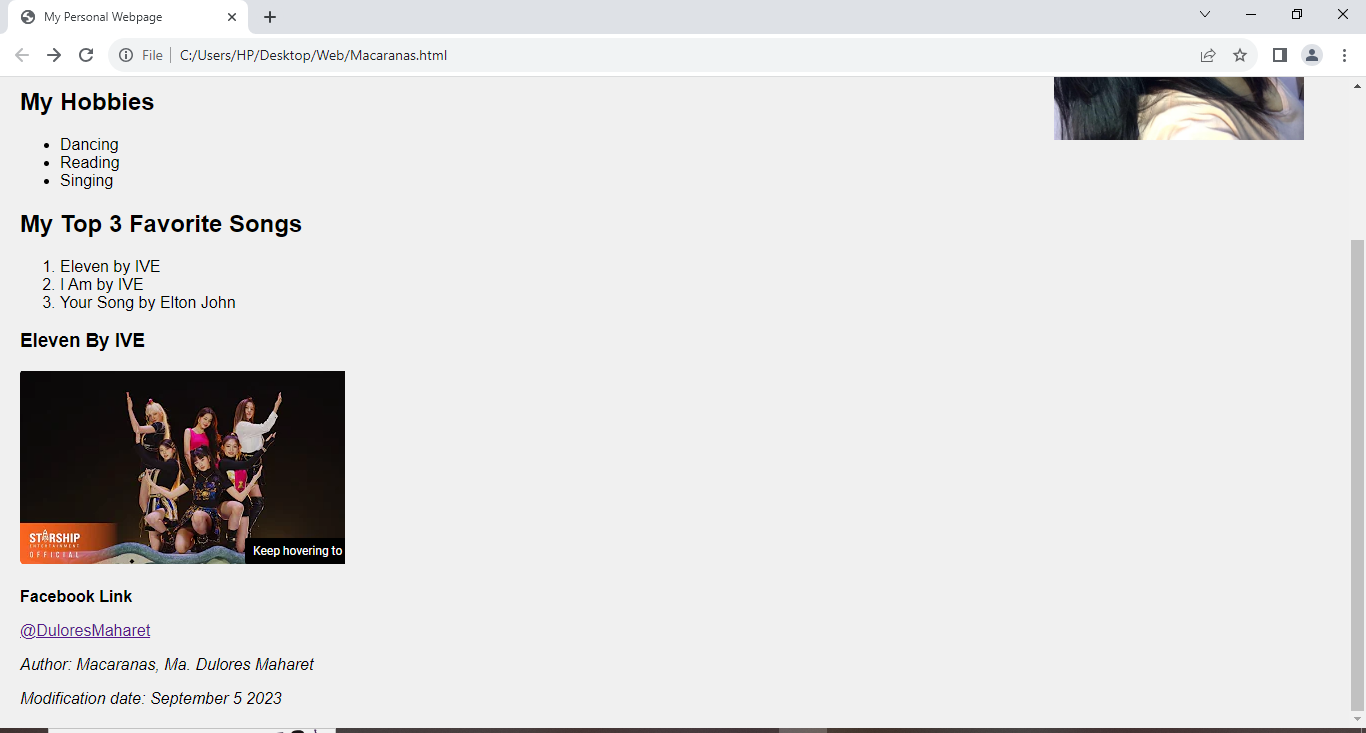 My Personal Webpage
File
C:/Users/HP/Desktop/Web/Macaranas.html
My Hobbies
• Dancing
• Reading
• Singing
My Top 3 Favorite Songs
1. Eleven by IVE
2. I Am by IVE
3. Your Song by Elton John
Eleven By IVE
STARSHIP
ENTERTAINMENT
OFFICIAL
Keep hovering to
Facebook Link
@DuloresMaharet
Author: Macaranas, Ma. Dulores Maharet
Modification date: September 5 2023